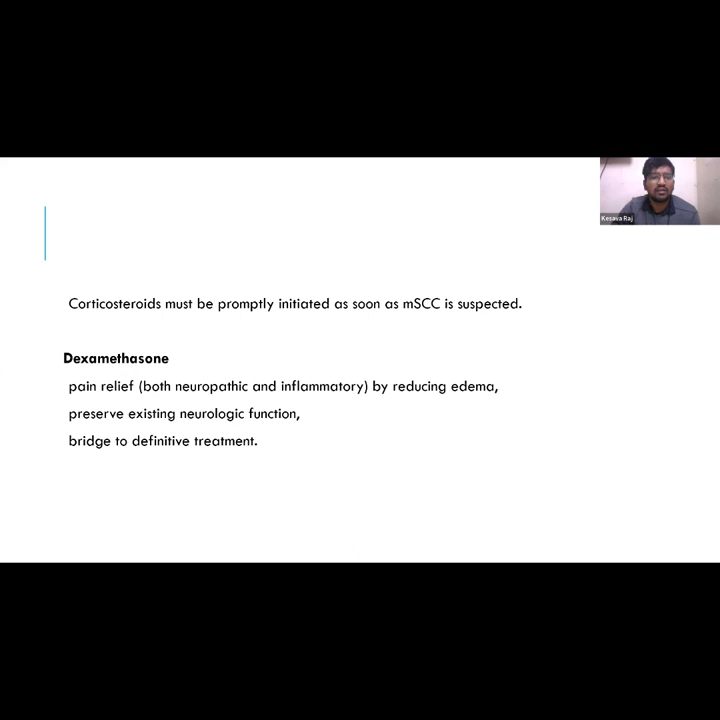 Kesava Raj
Corticosteroids must be promptly initiated as soon as mSCC is suspected.
Dexamethasone
pain relief (both neuropathic and inflammatory) by reducing edema,
preserve existing neurologic function,
bridge to definitive treatment.